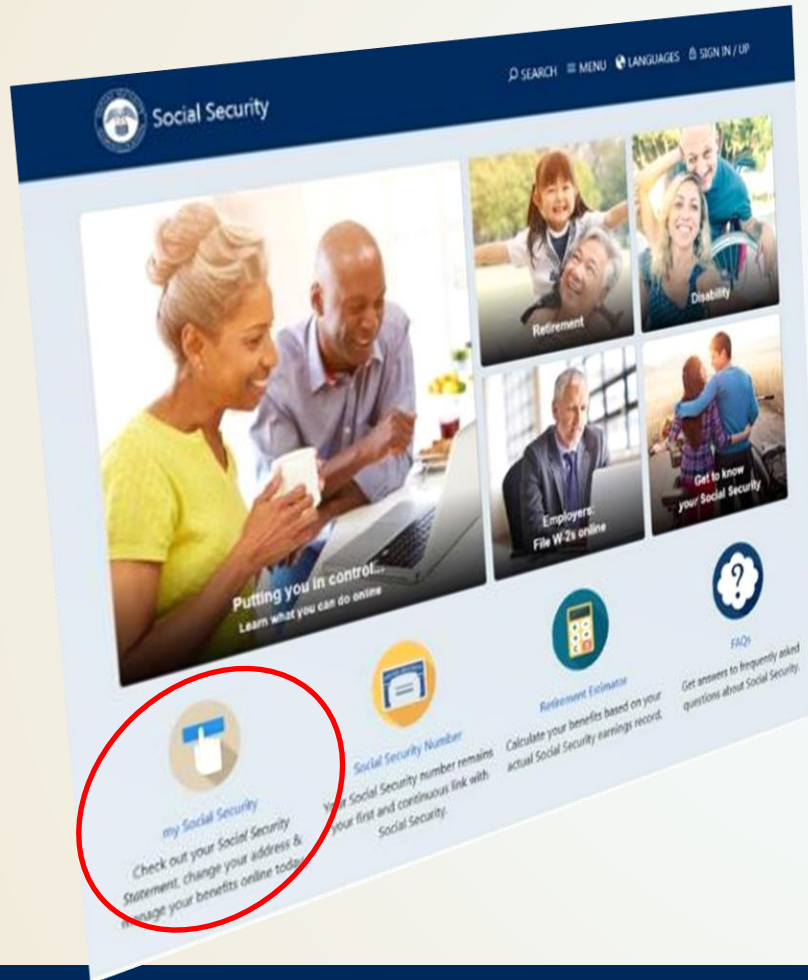 Social Security
SEARCH MENU LANGUAGES SIGN IN / UP
Retirement
Disability
Putting you in control...
Learn what you can do online
Employers:
File W-2s online
Get to know
your Social Security
my Social Security
Check out your Social Security
Statement, change your address &
manage your benefits online today
Social Security Number
Your Social Security number remains
your first and continuous link with
Social Security.
Retirement Estimator
Calculate your benefits based on your
actual Social Security earnings record.
FAQs
Get answers to frequently asked
questions about Social Security.